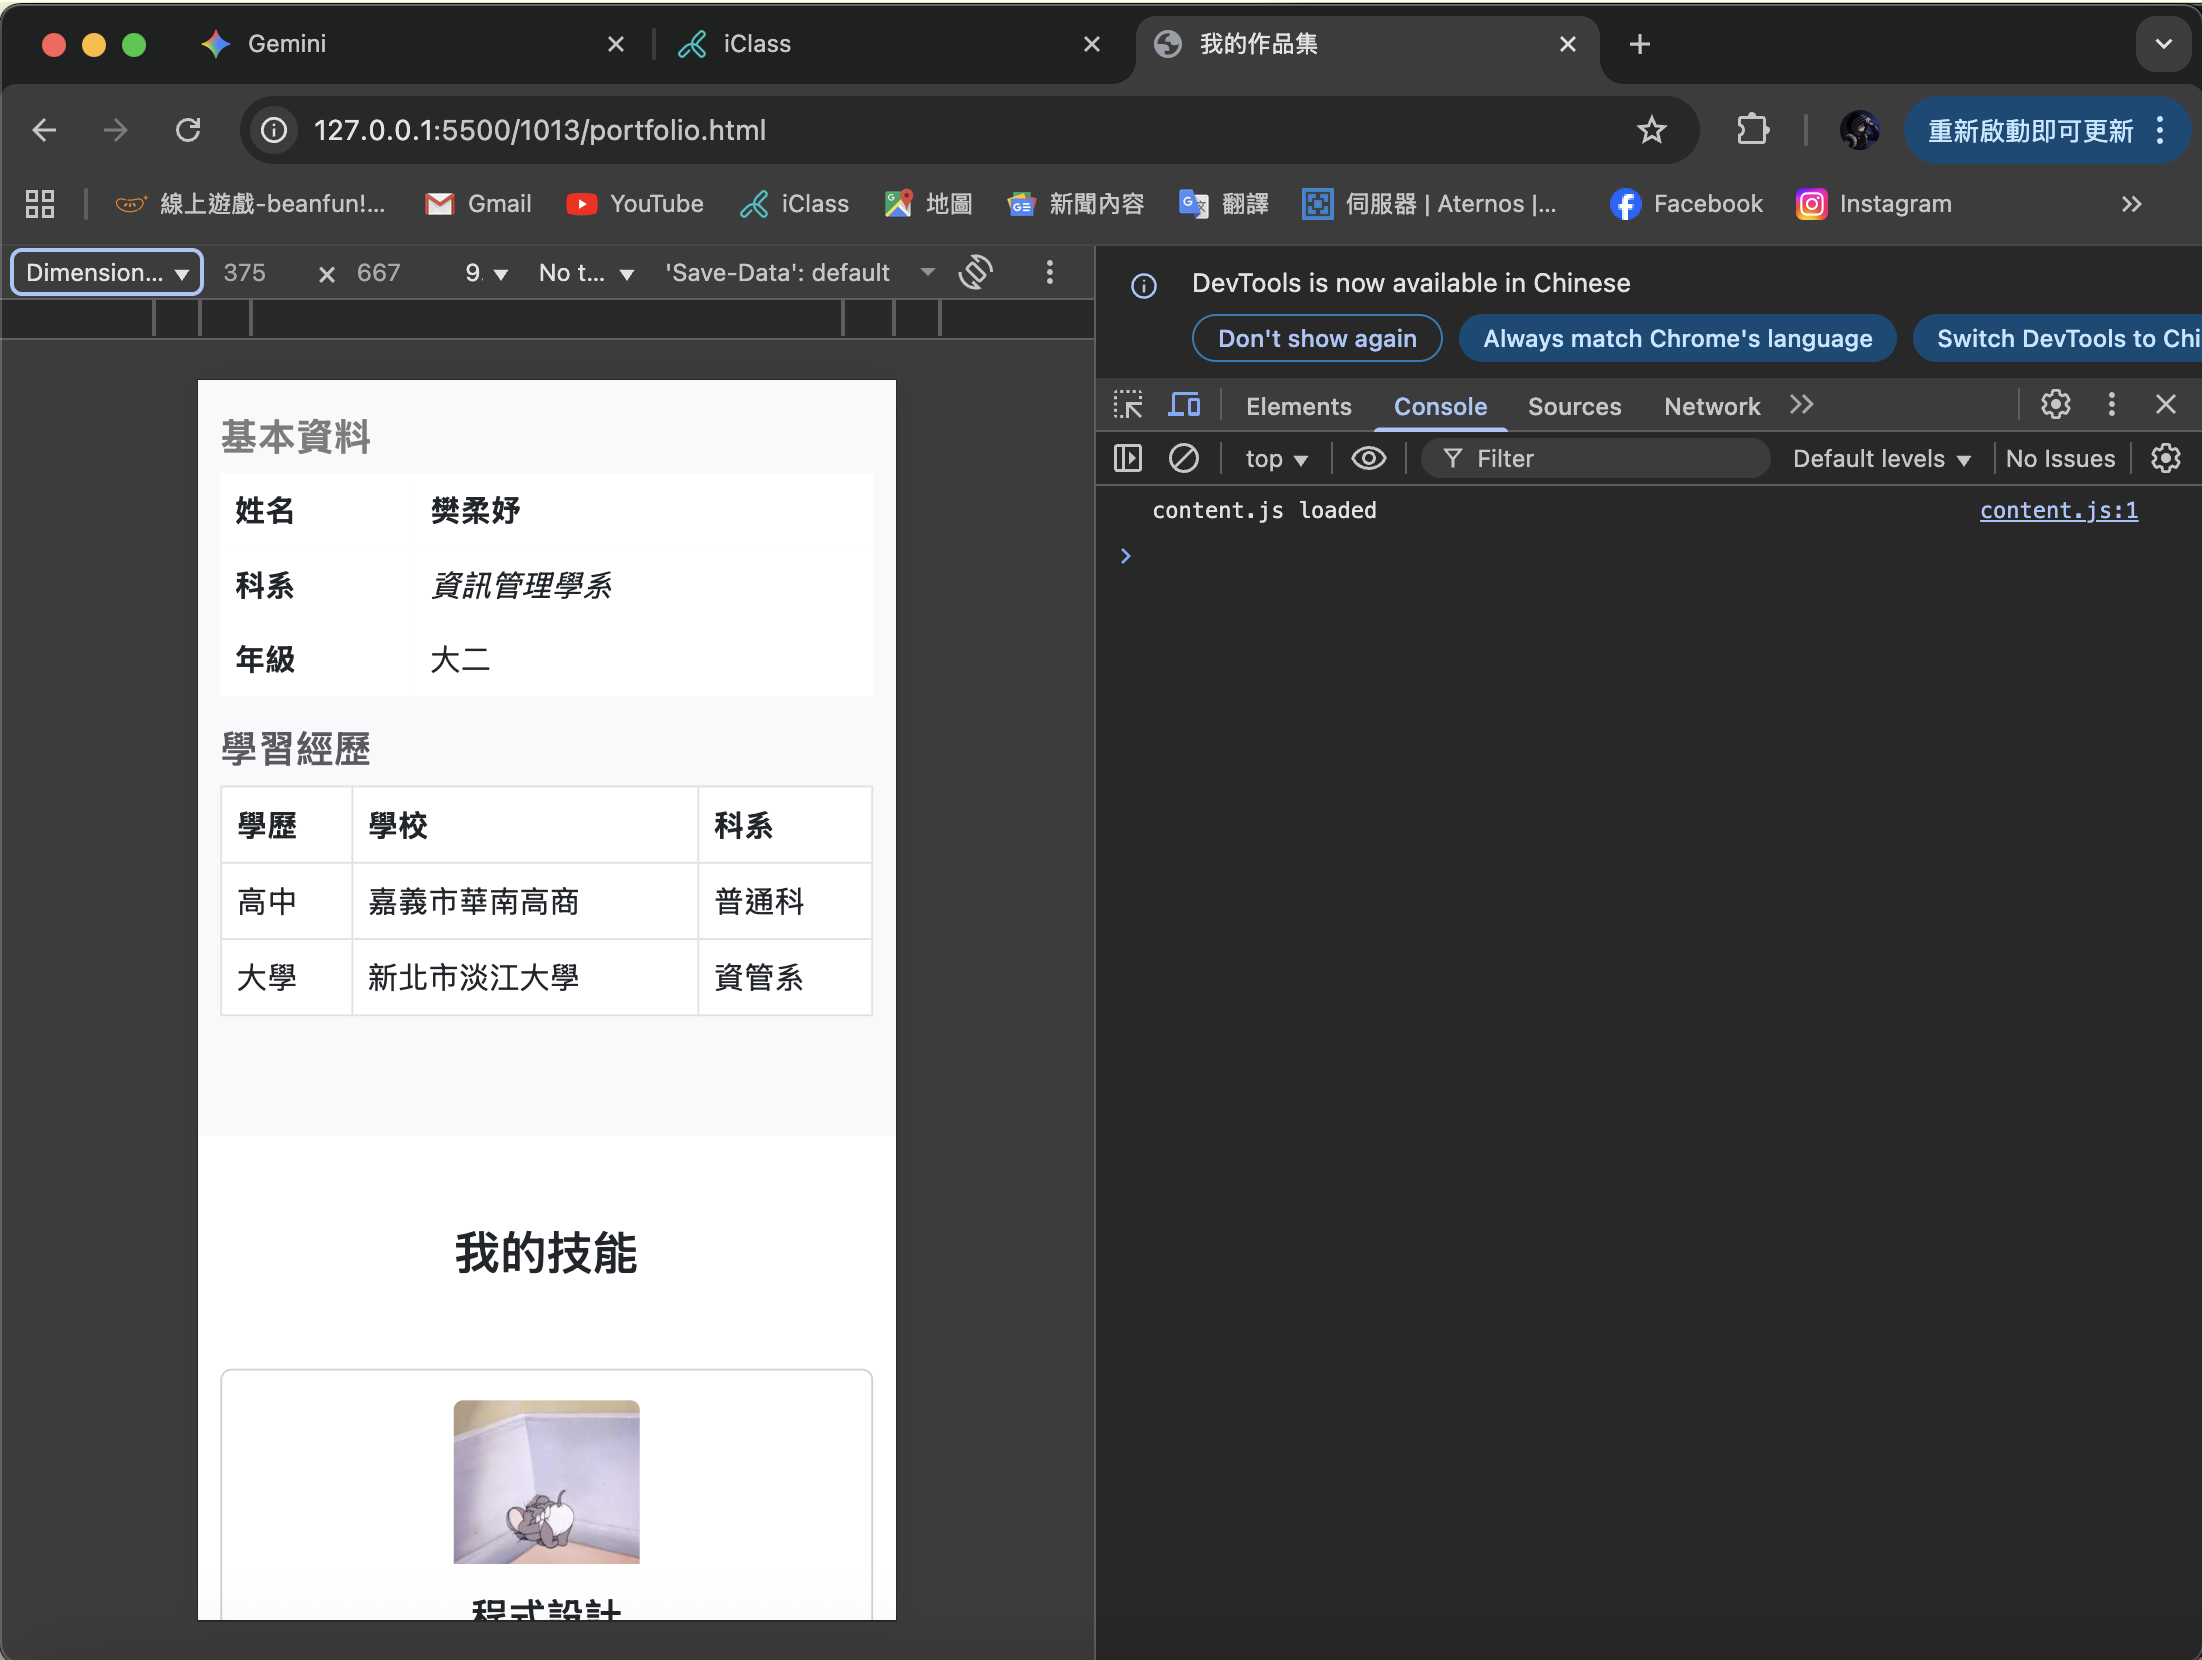 Gemini
iClass
我的作品集
127.0.0.1:5500/1013/portfolio.html
重新啟動即可更新
線上遊戲-beanfun!...
Gmail
YouTube
iClass
地圖
新聞內容
翻譯
伺服器 | Aternos |...
Facebook
Instagram
Dimension... 375 × 667 9. No t... 'Save-Data': default
DevTools is now available in Chinese
Don't show again
Always match Chrome's language
Switch DevTools to Chi
Elements Console Sources Network
top Filter Default levels No Issues
content.js loaded content.js:1
基本資料
姓名 樊柔妤
科系 資訊管理學系
年級 大二
學習經歷
學歷 學校 科系
高中 嘉義市華南高商 普通科
大學 新北市淡江大學 資管系
我的技能
程式設計